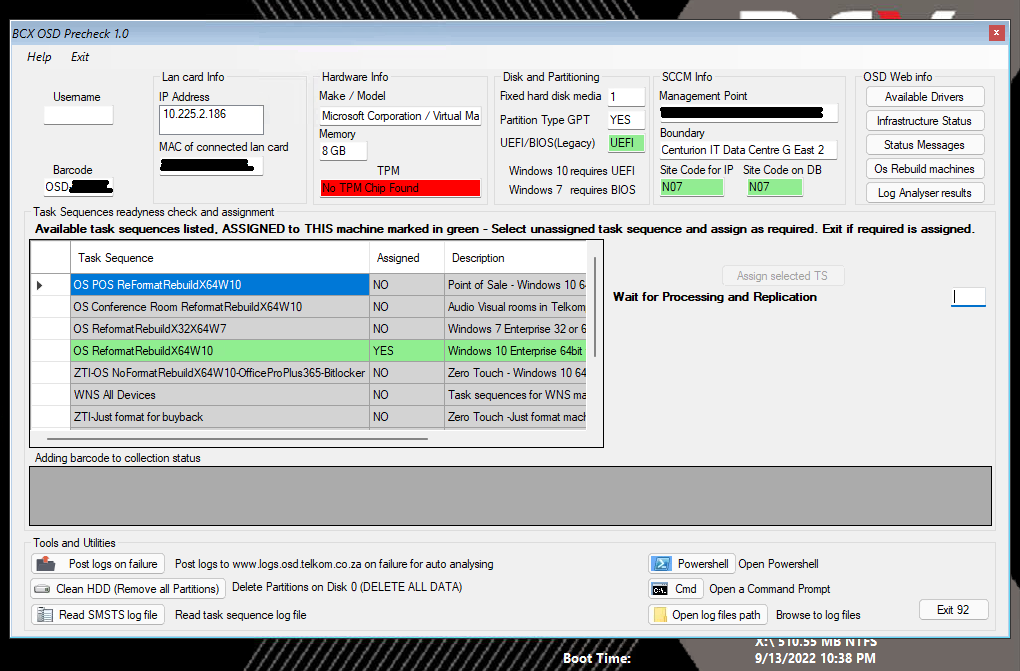 BCX OSD Precheck 1.0
x
Help Exit
Username
Barcode
OSD
Lan card Info
IP Address
10.225.2.186
MAC of connected lan card
Hardware Info
Make / Model
Microsoft Corporation / Virtual Ma
Memory
8 GB
TPM
No TPM Chip Found
Disk and Partitioning
Fixed hard disk media 1
Partition Type GPT YES
UEFI/BIOS(Legacy) UEFI
Windows 10 requires UEFI
Windows 7 requires BIOS
SCCM Info
Management Point
Boundary
Centurion IT Data Centre G East 2
Site Code for IP Site Code on DB
N07 N07
OSD Web info
Available Drivers
Infrastructure Status
Status Messages
Os Rebuild machines
Log Analyser results
Task Sequences readyness check and assignment
Available task sequences listed, ASSIGNED to THIS machine marked in green - Select unassigned task sequence and assign as required. Exit if required is assigned.
Task Sequence Assigned Description
OS POS ReFormatRebuildX64W10 NO Point of Sale - Windows 10 6
OS Conference Room ReformatRebuildX64W10 NO Audio Visual rooms in Telkom
OS ReformatRebuildX32X64W7 NO Windows 7 Enterprise 32 or 6
OS ReformatRebuildX64W10 YES Windows 10 Enterprise 64bit
ZTI-OS NoFormatRebuildX64W10-OfficeProPlus365-Bitlocker NO Zero Touch - Windows 10 64
WNS All Devices NO Task sequences for WNS ma
ZTI-Just format for buyback NO Zero Touch -Just format mach
Assign selected TS
Wait for Processing and Replication
Adding barcode to collection status
Tools and Utilities
Post logs on failure Post logs to www.logs.osd.telkom.co.za on failure for auto analysing
Clean HDD (Remove all Partitions) Delete Partitions on Disk 0 (DELETE ALL DATA)
Read SMSTS log file Read task sequence log file
Powershell Open Powershell
Cmd Open a Command Prompt
Open log files path Browse to log files
Exit 92
X:\ 510.55 MB NTFS
Boot Time: 9/13/2022 10:38 PM